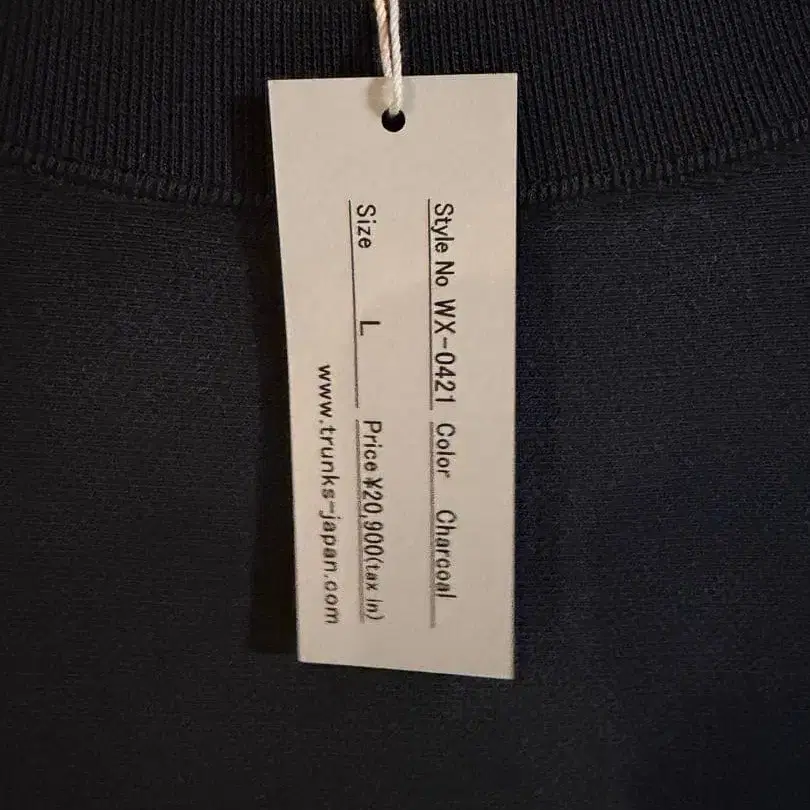 Style No WX-0421 Color Charcoal
Size L Price ¥20,900(tax in)
www.trunks-japan.com